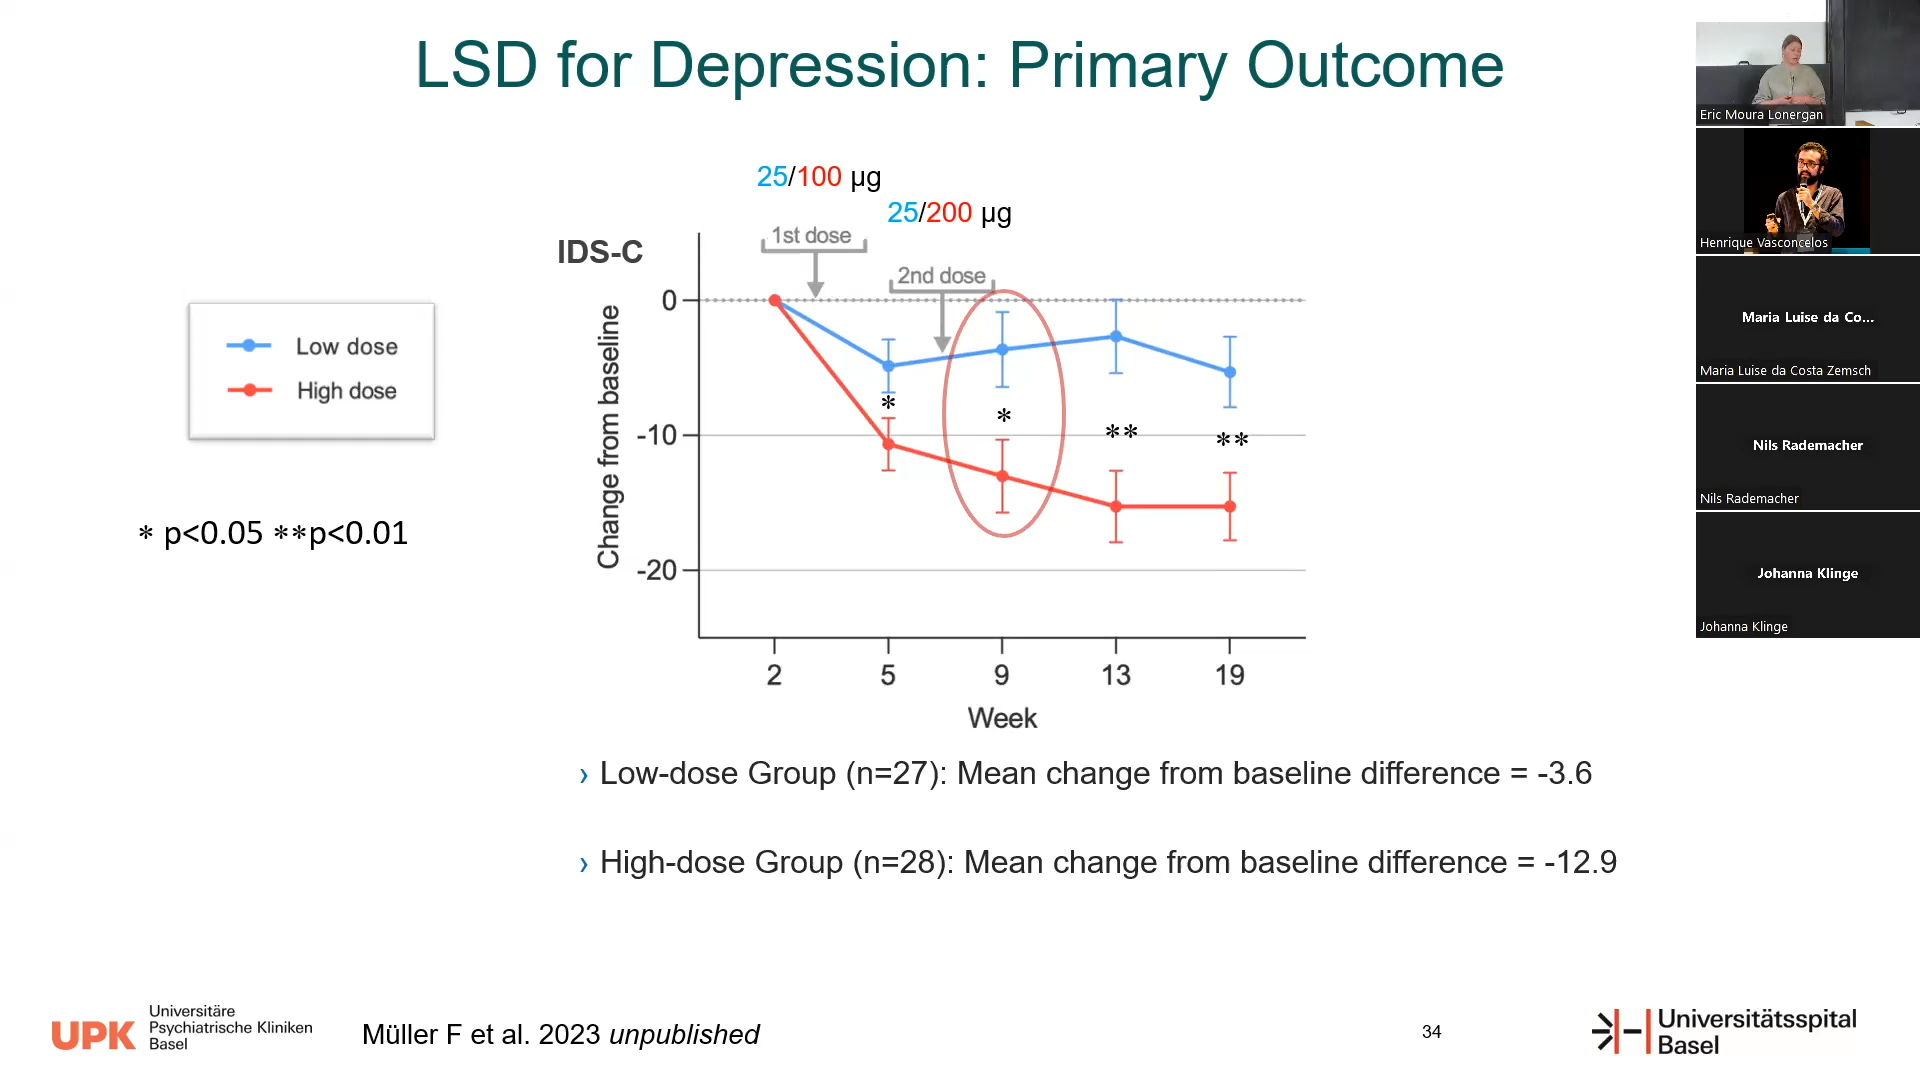 LSD for Depression: Primary Outcome
25/100 µg
25/200 µg
1st dose
IDS-C
2nd dose
Low dose
High dose
* p<0.05 **p<0.01
Change from baseline
0
-10
-20
*
*
**
**
2
5
9
13
19
Week
› Low-dose Group (n=27): Mean change from baseline difference = -3.6
› High-dose Group (n=28): Mean change from baseline difference = -12.9
UPK
Universitäre
Psychiatrische Kliniken
Basel
Müller F et al. 2023 unpublished
34
Universitätsspital
Basel
Eric Moura Lonergan
Henrique Vasconcelos
Maria Luise da Co...
Maria Luise da Costa Zemsch
Nils Rademacher
Nils Rademacher
Johanna Klinge
Johanna Klinge